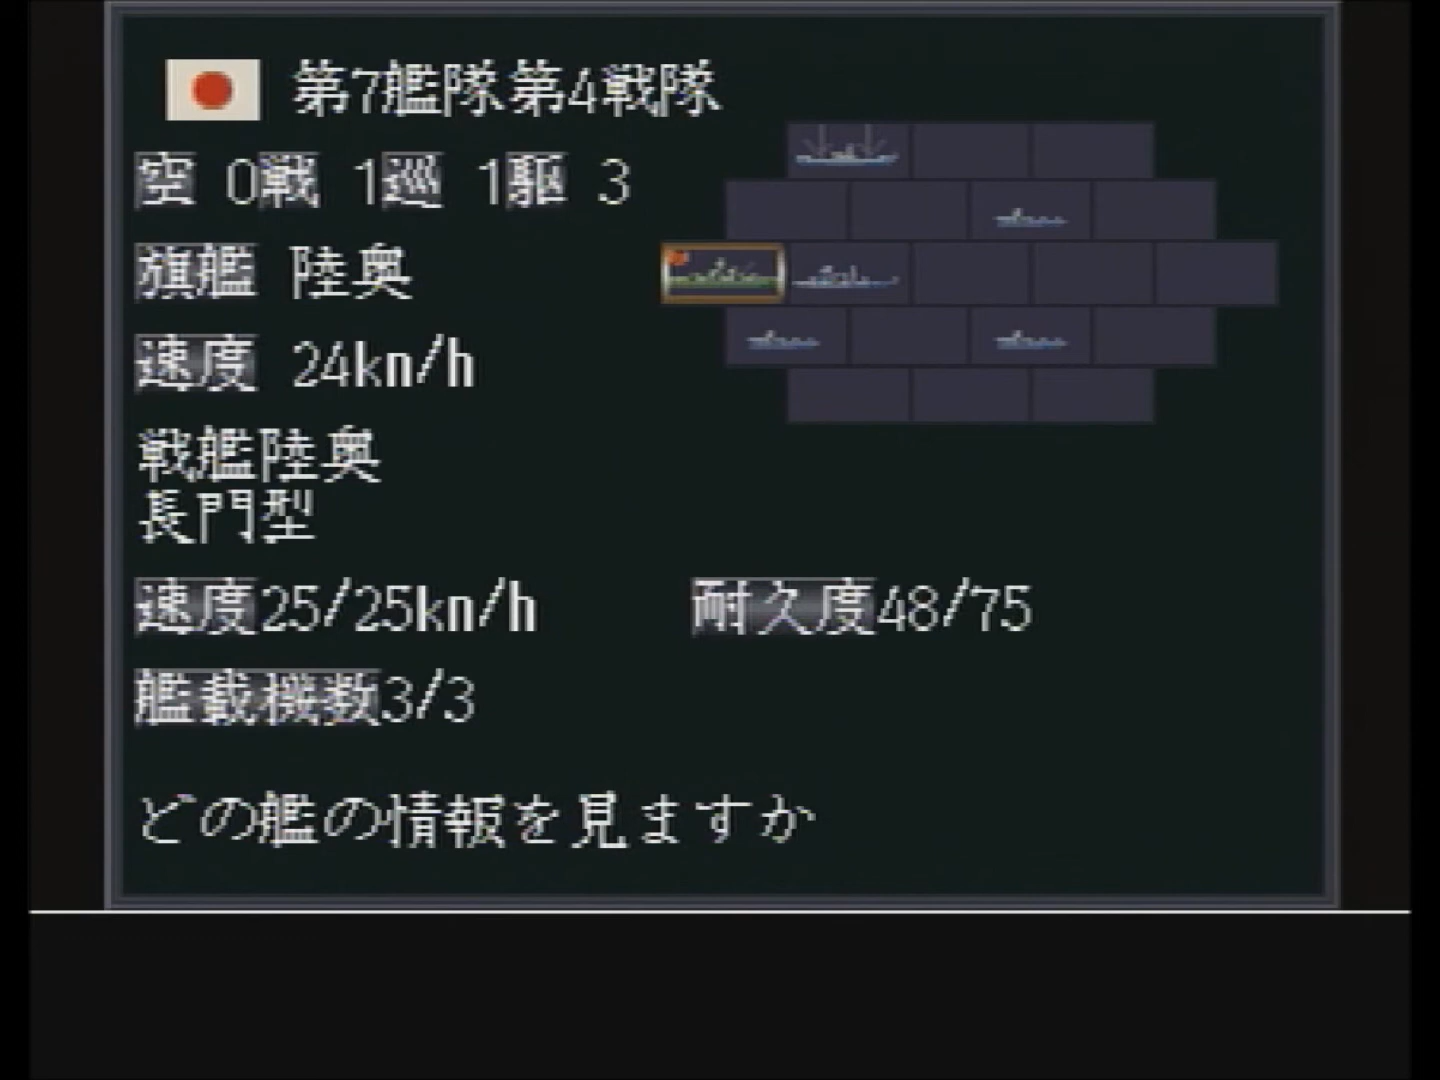 第7艦隊第4戦隊
空 0戦 1巡 1駆 3
旗艦 陸奥
速度 24kn/h
戦艦陸奥
長門型
速度25/25kn/h 耐久度48/75
艦載機数3/3
どの艦の情報を見ますか